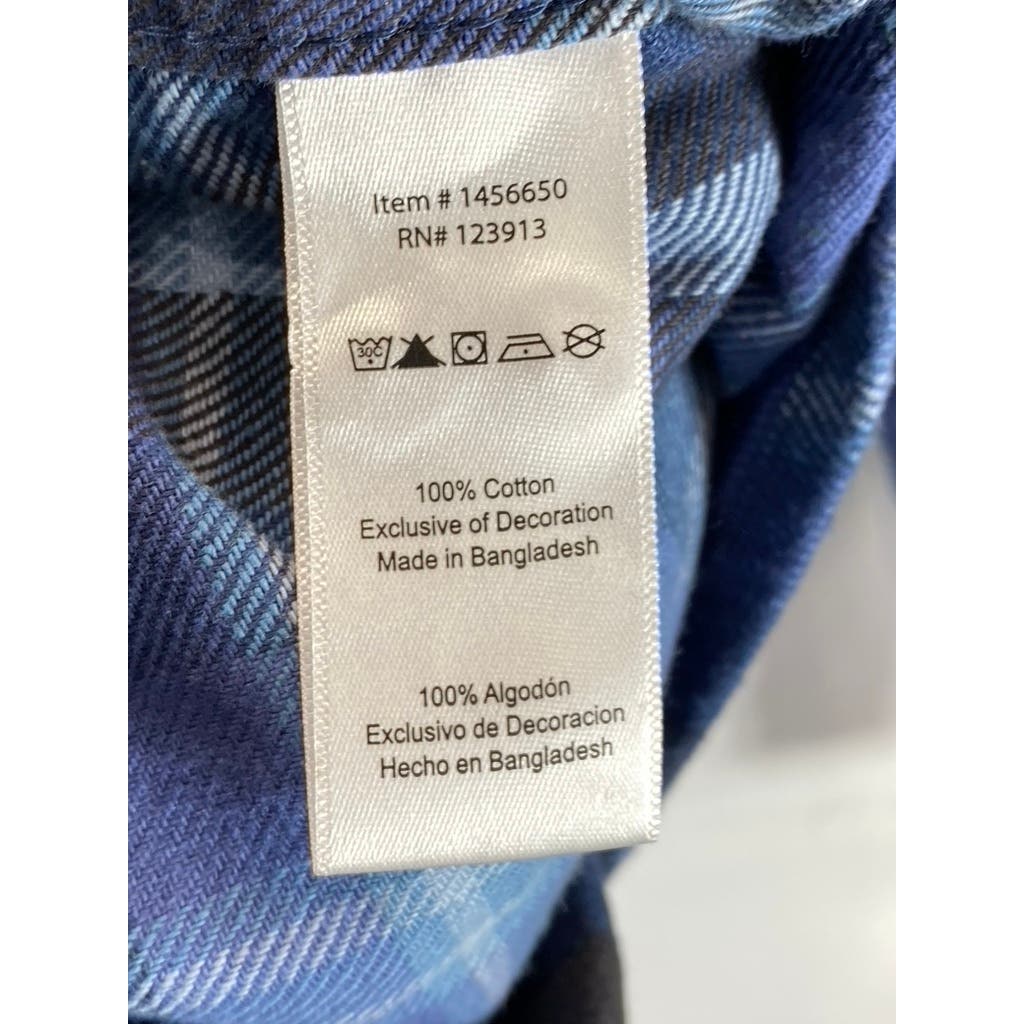 Item # 1456650
RN# 123913
30C
100% Cotton
Exclusive of Decoration
Made in Bangladesh
100% Algodón
Exclusivo de Decoracion
Hecho en Bangladesh